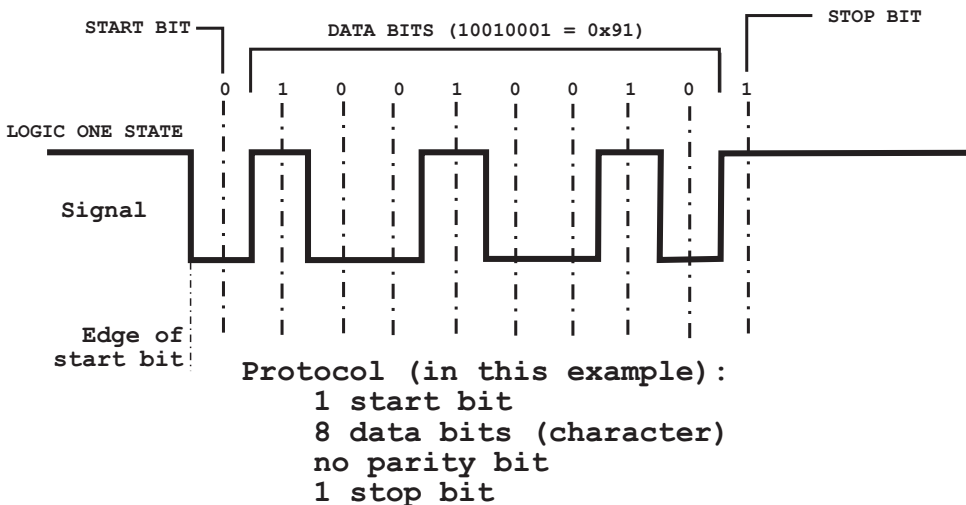 STOP BIT
START BIT
DATA BITS (10010001 = 0x91)
0 1 0 0 1 0 0 1 0 1
LOGIC ONE STATE
Signal
Edge of
start bit
Protocol (in this example):
1 start bit
8 data bits (character)
no parity bit
1 stop bit